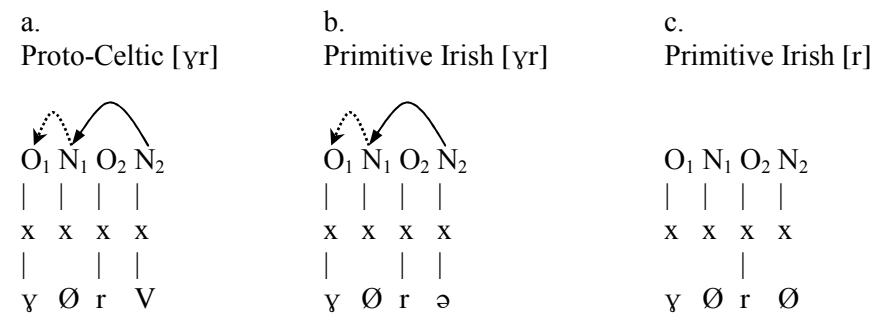 a. b. c.
Proto-Celtic [ɣr] Primitive Irish [ɣr] Primitive Irish [r]
O₁ N₁ O₂ N₂ O₁ N₁ O₂ N₂ O₁ N₁ O₂ N₂
| | | | | | | | | | | |
x x x x x x x x x x x x
| | | | | | |
ɣ Ø r V ɣ Ø r ə ɣ Ø r Ø